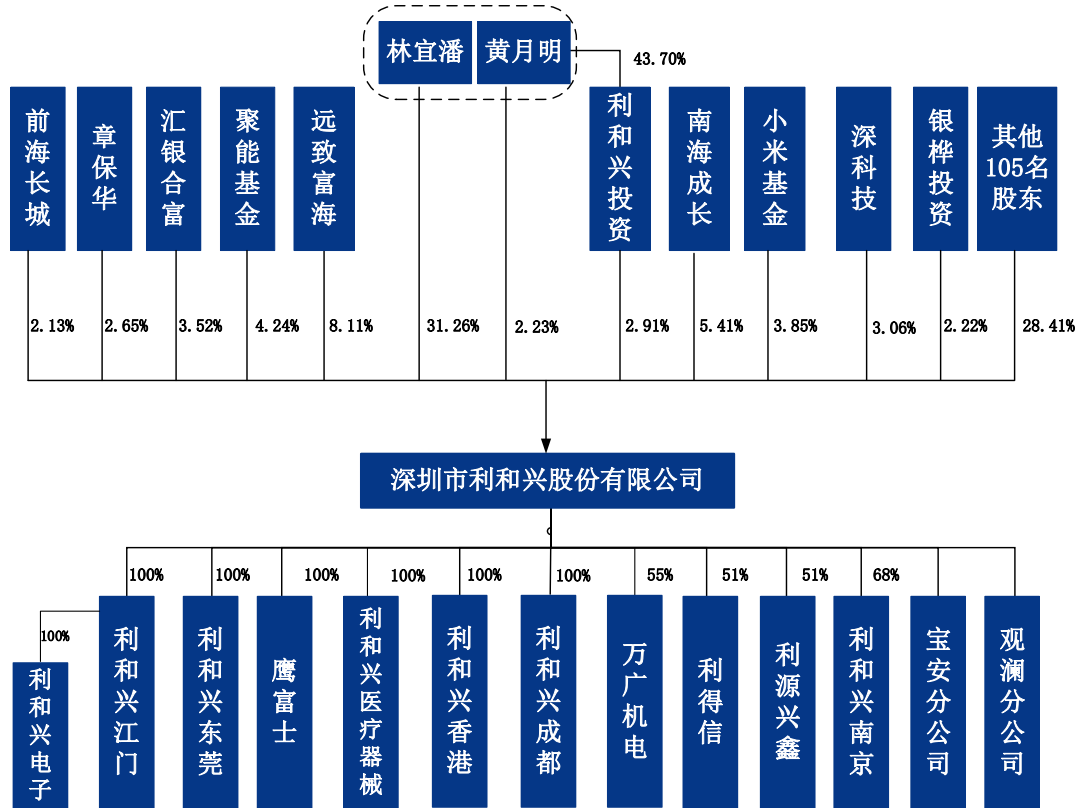 林宜潘
黄月明
43.70%
前海长城
章保华
汇银合富
聚能基金
远致富海
利和兴投资
南海成长
小米基金
深科技
银桦投资
其他
105名
股东
2.13%
2.65%
3.52%
4.24%
8.11%
31.26%
2.23%
2.91%
5.41%
3.85%
3.06%
2.22%
28.41%
深圳市利和兴股份有限公司
100%
100%
100%
100%
100%
100%
55%
51%
51%
68%
100%
利和兴电子
利和兴江门
利和兴东莞
鹰富士
利和兴医疗器械
利和兴香港
利和兴成都
万广机电
利得信
利源兴鑫
利和兴南京
宝安分公司
观澜分公司